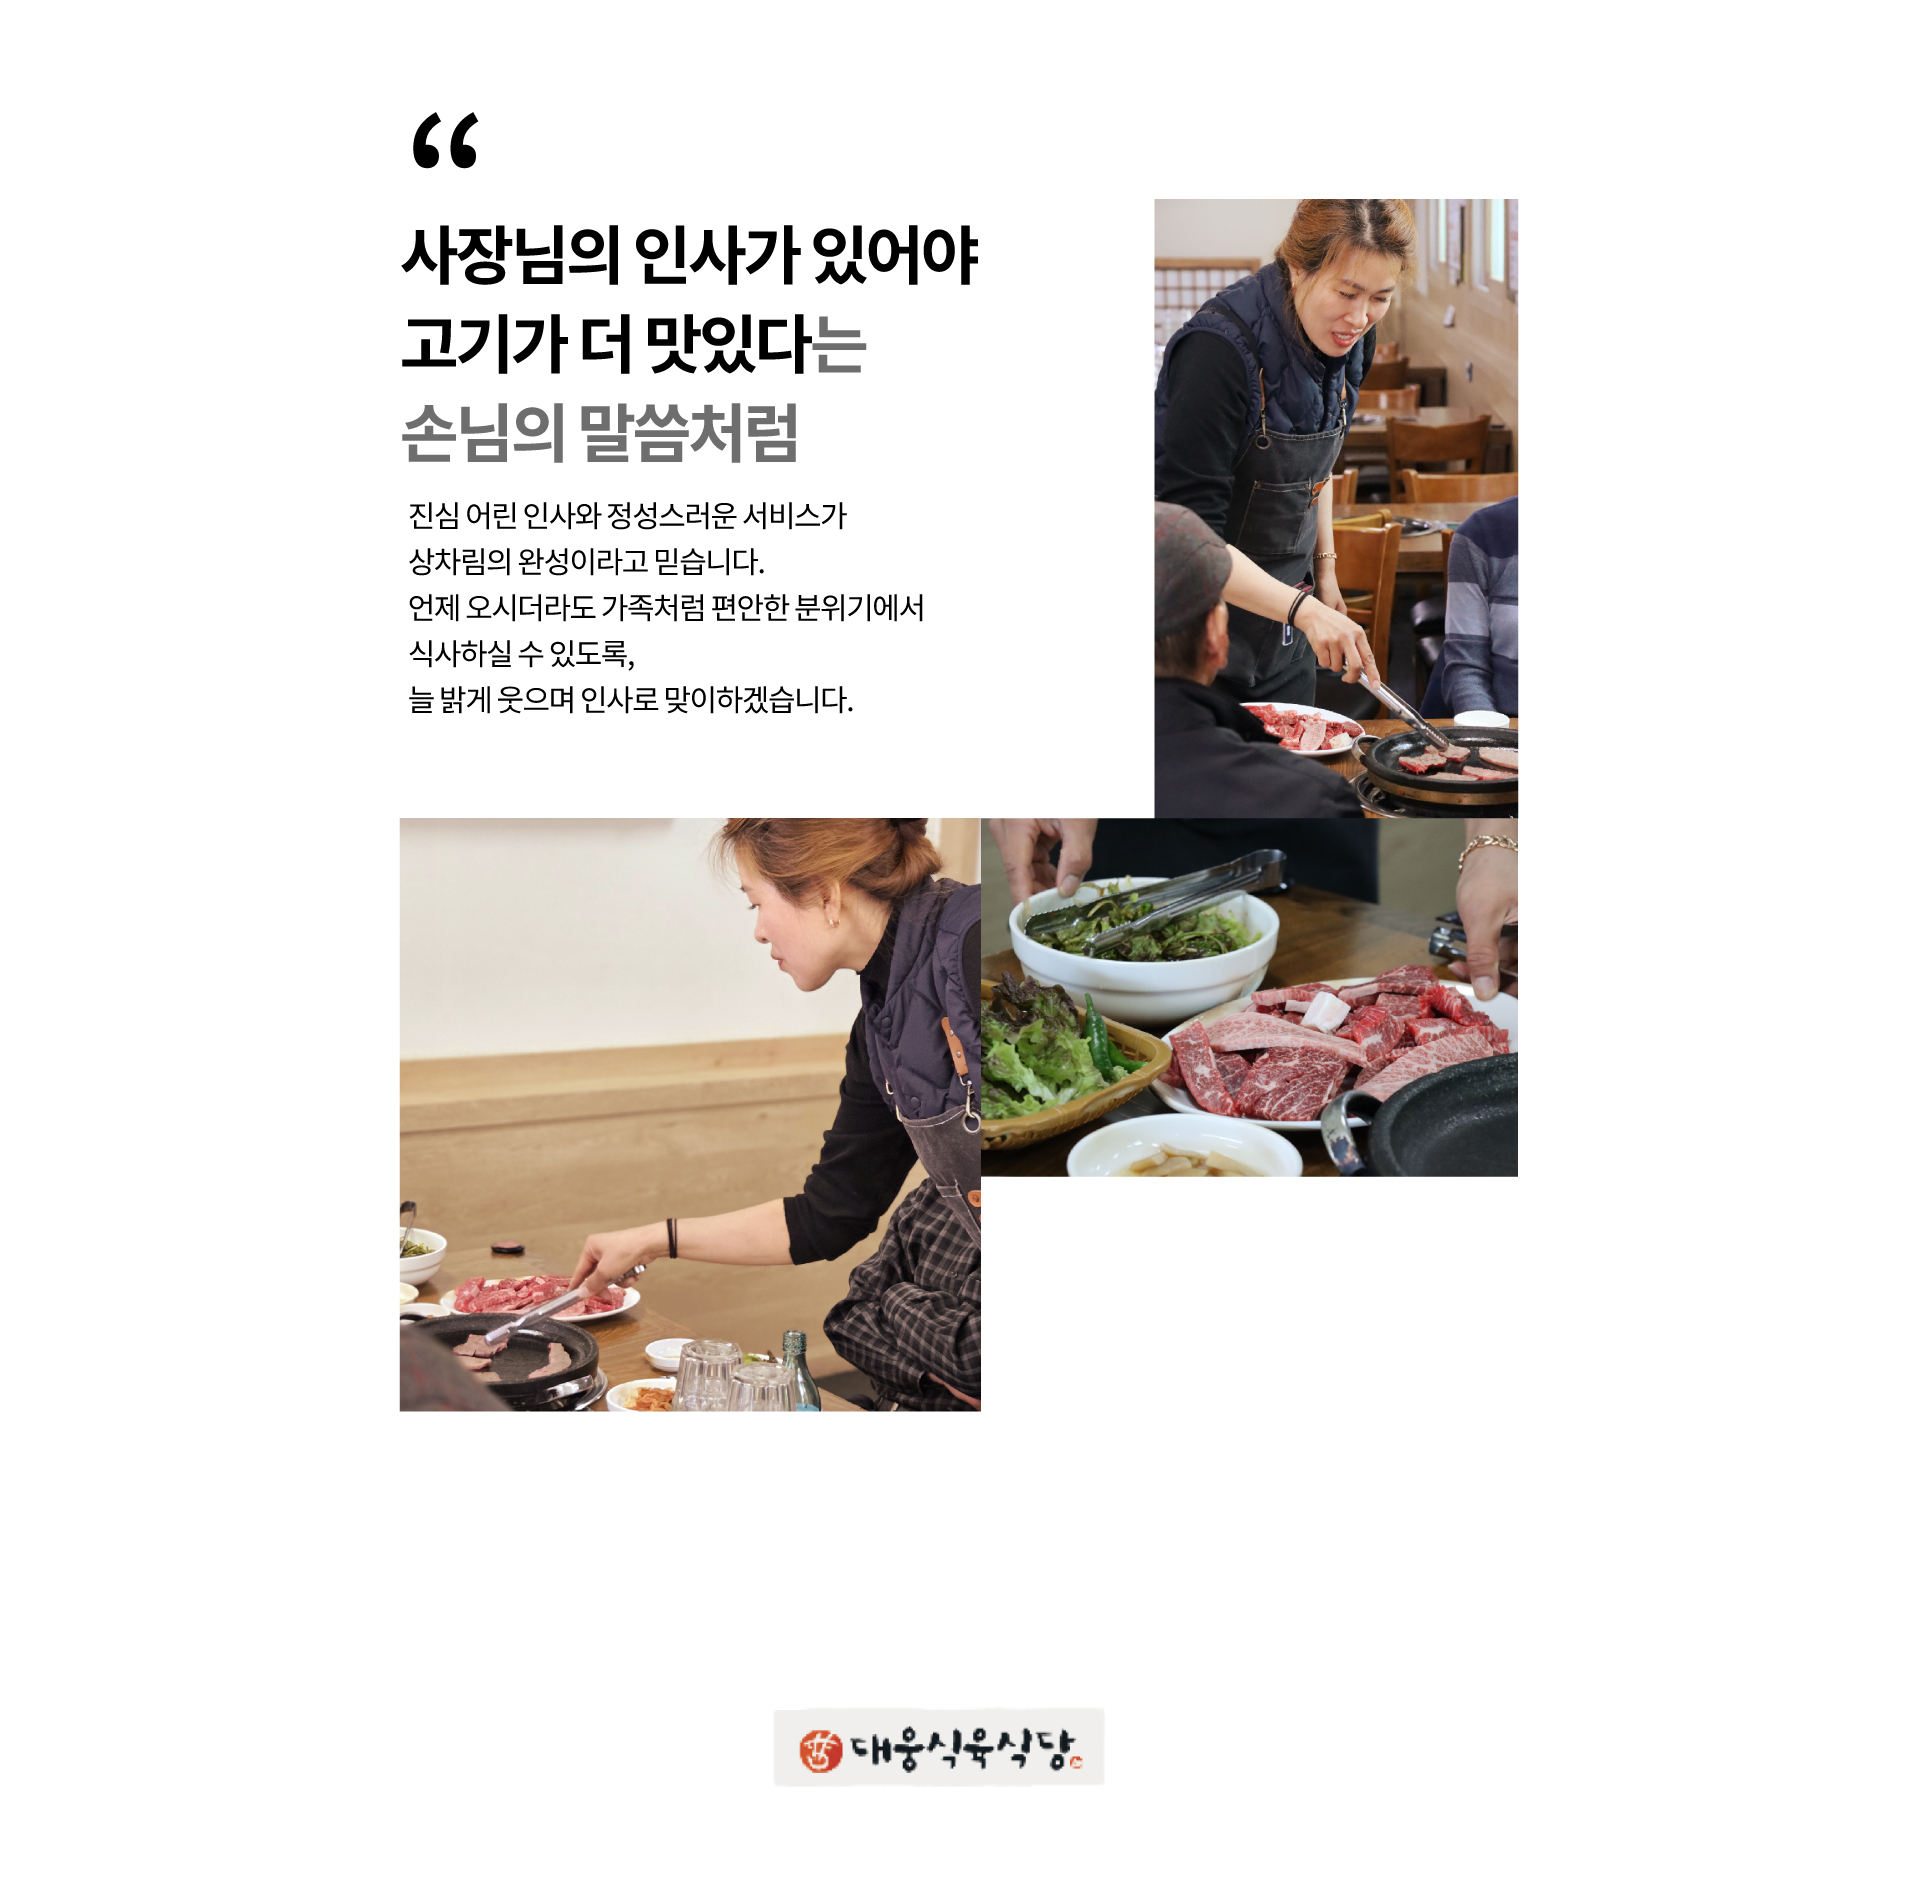 “
사장님의 인사가 있어야
고기가 더 맛있다는
손님의 말씀처럼
진심 어린 인사와 정성스러운 서비스가
상차림의 완성이라고 믿습니다.
언제 오시더라도 가족처럼 편안한 분위기에서
식사하실 수 있도록,
늘 밝게 웃으며 인사로 맞이하겠습니다.
대웅식육식당